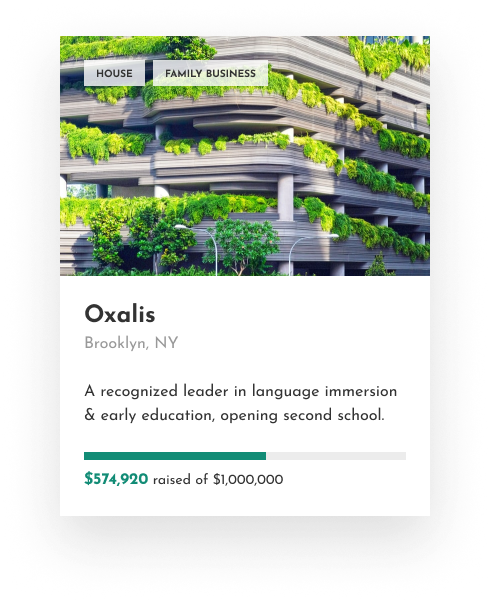 HOUSE
FAMILY BUSINESS
Oxalis
Brooklyn, NY
A recognized leader in language immersion
& early education, opening second school.
$574,920 raised of $1,000,000